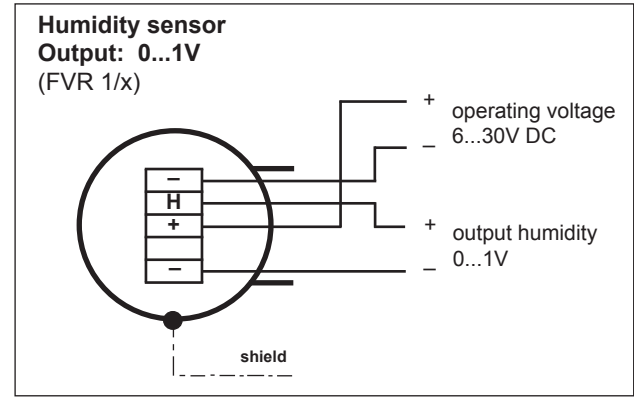 Humidity sensor
Output: 0...1V
(FVR 1/x)
+
operating voltage
6...30V DC
–
–
H
+
–
+
output humidity
0...1V
–
shield